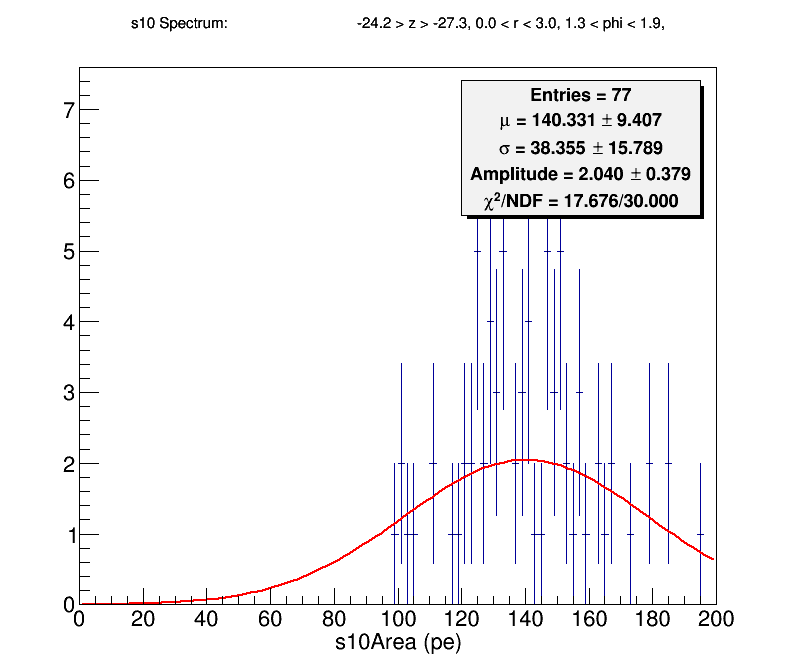 s10 Spectrum: -24.2 > z > -27.3, 0.0 < r < 3.0, 1.3 < phi < 1.9,
Entries = 77
μ = 140.331 ± 9.407
σ = 38.355 ± 15.789
Amplitude = 2.040 ± 0.379
χ²/NDF = 17.676/30.000
7
6
5
4
3
2
1
0
0 20 40 60 80 100 120 140 160 180 200
s10Area (pe)